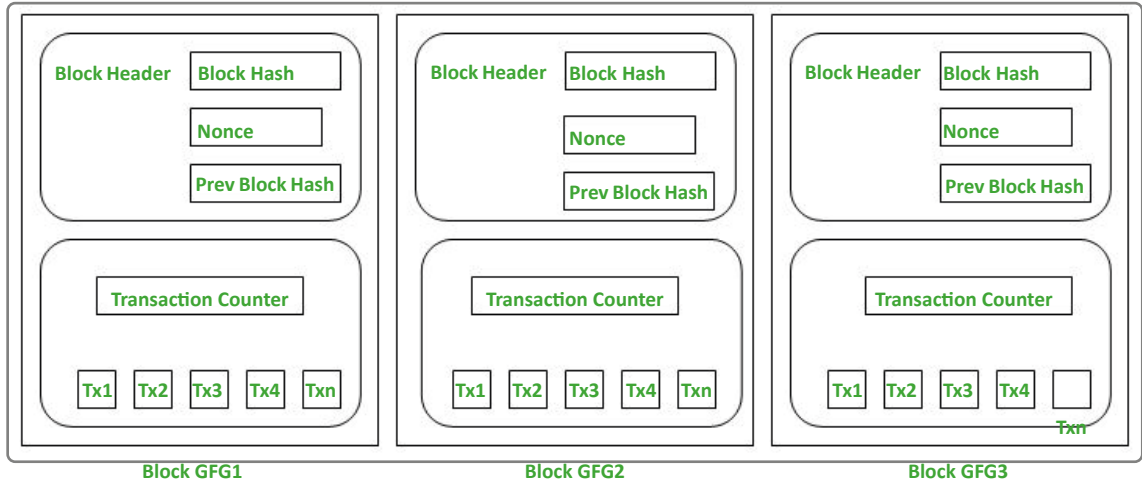 Block Header
Block Hash
Nonce
Prev Block Hash
Transaction Counter
Tx1 Tx2 Tx3 Tx4 Txn
Block GFG1
Block Header
Block Hash
Nonce
Prev Block Hash
Transaction Counter
Tx1 Tx2 Tx3 Tx4 Txn
Block GFG2
Block Header
Block Hash
Nonce
Prev Block Hash
Transaction Counter
Tx1 Tx2 Tx3 Tx4
Txn
Block GFG3